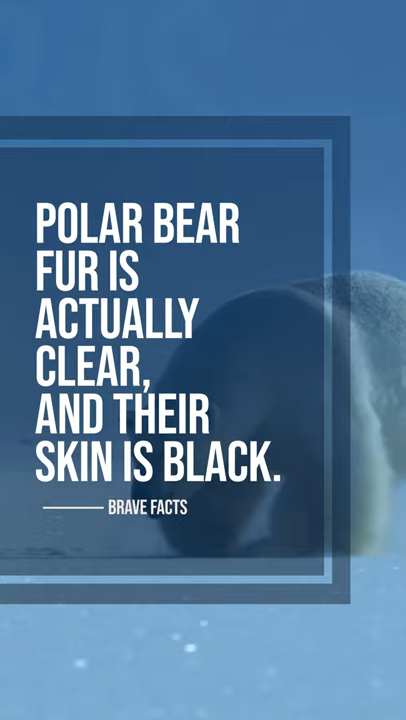 POLAR BEAR
FUR IS
ACTUALLY
CLEAR,
AND THEIR
SKIN IS BLACK.
BRAVE FACTS